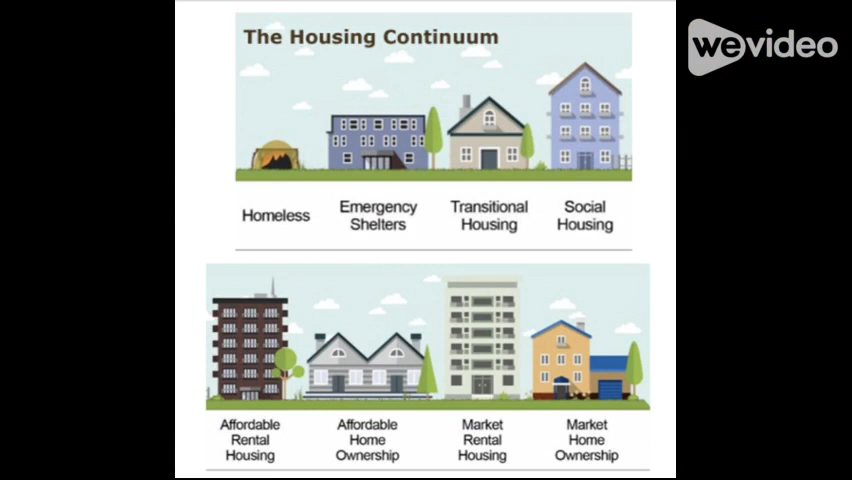 The Housing Continuum
wevideo
Homeless
Emergency
Shelters
Transitional
Housing
Social
Housing
Affordable
Rental
Housing
Affordable
Home
Ownership
Market
Rental
Housing
Market
Home
Ownership